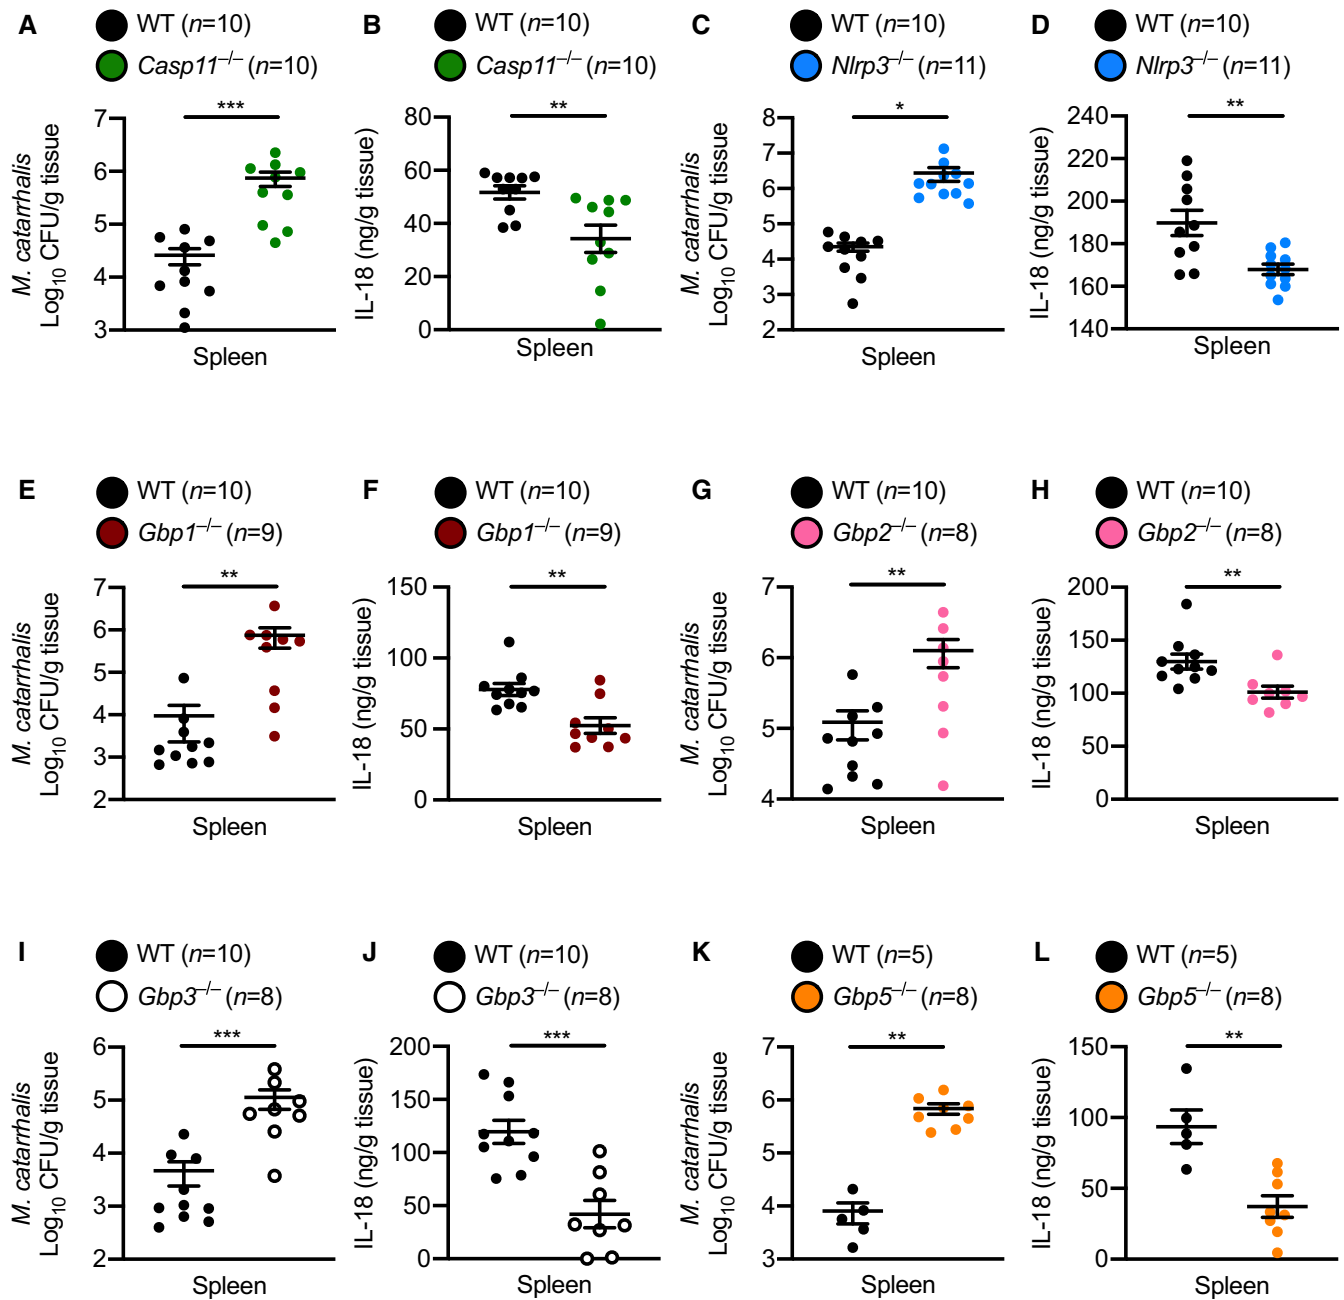 A
WT (n=10)
Casp11–/– (n=10)
***
M. catarrhalis
Log10 CFU/g tissue
7
6
5
4
3
Spleen
B
WT (n=10)
Casp11–/– (n=10)
**
IL-18 (ng/g tissue)
80
60
40
20
0
Spleen
C
WT (n=10)
Nlrp3–/– (n=11)
*
M. catarrhalis
Log10 CFU/g tissue
8
7
6
5
4
3
2
Spleen
D
WT (n=10)
Nlrp3–/– (n=11)
**
IL-18 (ng/g tissue)
240
220
200
180
160
140
Spleen
E
WT (n=10)
Gbp1–/– (n=9)
**
M. catarrhalis
Log10 CFU/g tissue
7
6
5
4
3
2
Spleen
F
WT (n=10)
Gbp1–/– (n=9)
**
IL-18 (ng/g tissue)
150
100
50
0
Spleen
G
WT (n=10)
Gbp2–/– (n=8)
**
M. catarrhalis
Log10 CFU/g tissue
7
6
5
4
Spleen
H
WT (n=10)
Gbp2–/– (n=8)
**
IL-18 (ng/g tissue)
200
150
100
50
0
Spleen
I
WT (n=10)
Gbp3–/– (n=8)
***
M. catarrhalis
Log10 CFU/g tissue
6
5
4
3
2
Spleen
J
WT (n=10)
Gbp3–/– (n=8)
***
IL-18 (ng/g tissue)
200
150
100
50
0
Spleen
K
WT (n=5)
Gbp5–/– (n=8)
**
M. catarrhalis
Log10 CFU/g tissue
7
6
5
4
3
Spleen
L
WT (n=5)
Gbp5–/– (n=8)
**
IL-18 (ng/g tissue)
150
100
50
0
Spleen